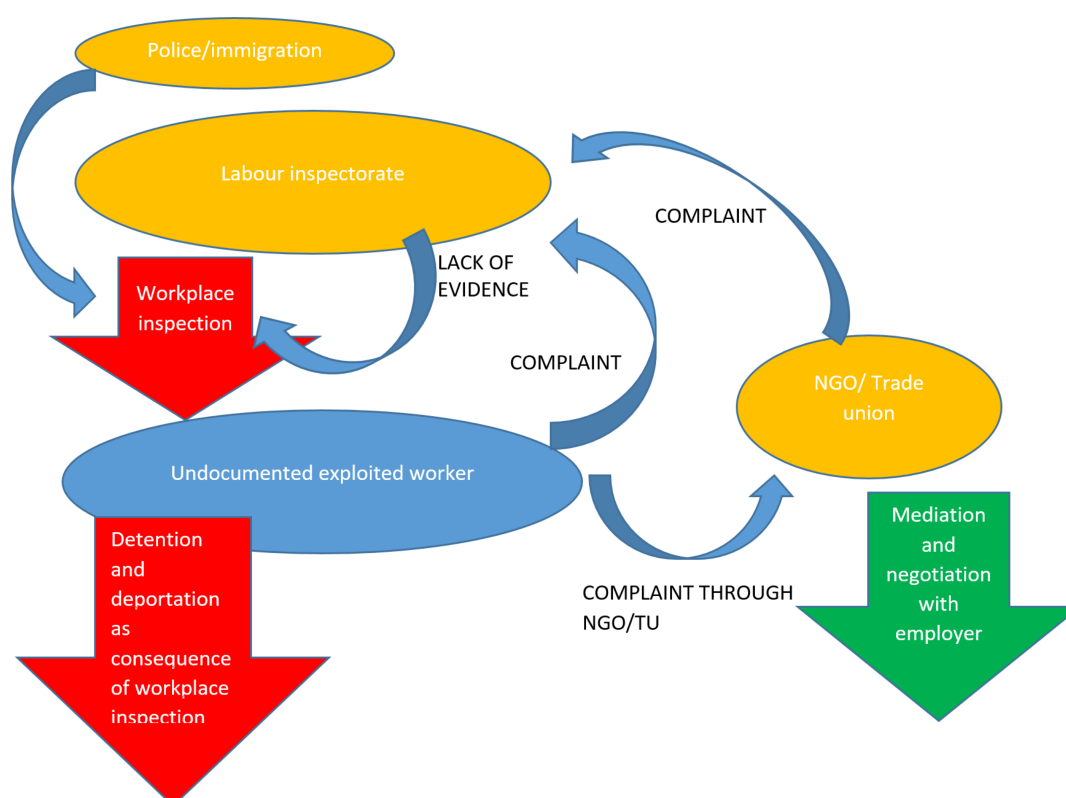 Police/immigration
Labour inspectorate
COMPLAINT
LACK OF
EVIDENCE
Workplace
inspection
COMPLAINT
NGO/ Trade
union
Undocumented exploited worker
Mediation
and
negotiation
with
employer
Detention
and
deportation
as
consequence
of workplace
inspection
COMPLAINT THROUGH
NGO/TU